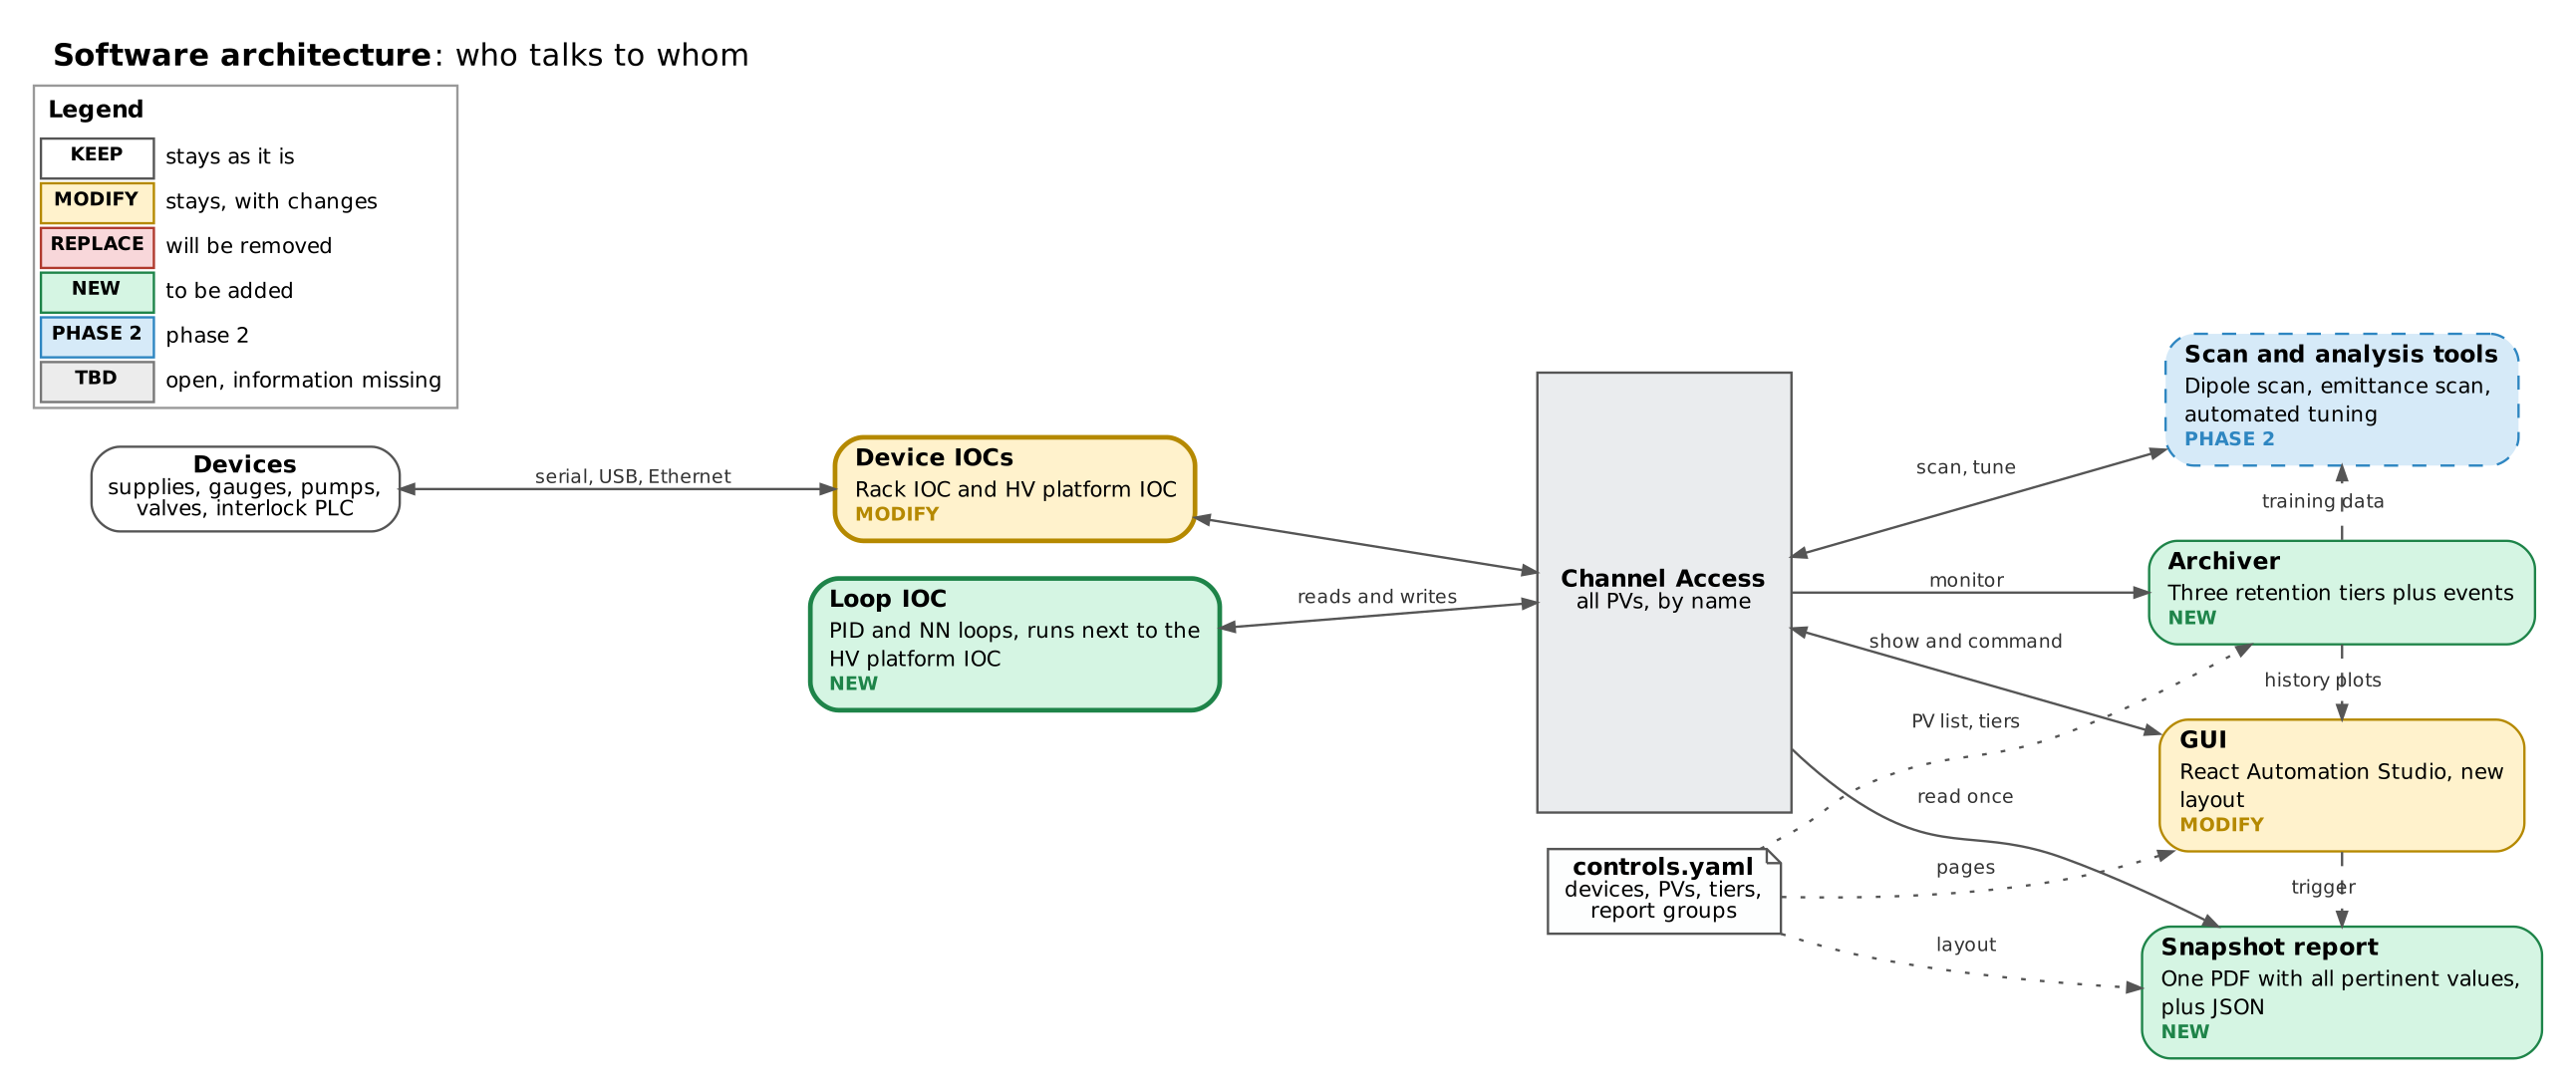 Software architecture: who talks to whom
Legend
KEEP stays as it is
MODIFY stays, with changes
REPLACE will be removed
NEW to be added
PHASE 2 phase 2
TBD open, information missing
Devices
supplies, gauges, pumps,
valves, interlock PLC
serial, USB, Ethernet
Device IOCs
Rack IOC and HV platform IOC
MODIFY
Loop IOC
PID and NN loops, runs next to the
HV platform IOC
NEW
reads and writes
Channel Access
all PVs, by name
controls.yaml
devices, PVs, tiers,
report groups
scan, tune
monitor
show and command
PV list, tiers
read once
pages
layout
Scan and analysis tools
Dipole scan, emittance scan,
automated tuning
PHASE 2
training data
Archiver
Three retention tiers plus events
NEW
history plots
GUI
React Automation Studio, new
layout
MODIFY
trigger
Snapshot report
One PDF with all pertinent values,
plus JSON
NEW